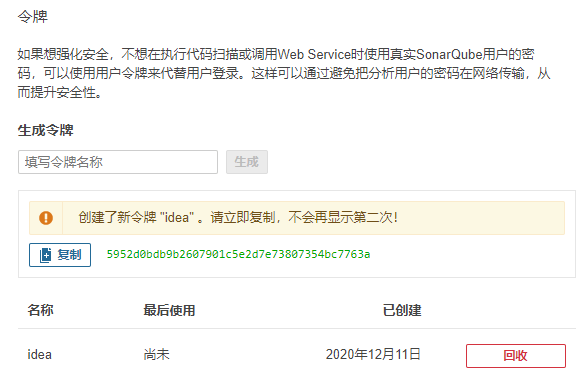 令牌
如果想强化安全，不想在执行代码扫描或调用Web Service时使用真实SonarQube用户的密
码，可以使用用户令牌来代替用户登录。这样可以通过避免把分析用户的密码在网络传输，从
而提升安全性。
生成令牌
填写令牌名称 生成
创建了新令牌 "idea" 。请立即复制，不会再显示第二次！
复制 5952d0bdb9b2607901c5e2d7e73807354bc7763a
名称 最后使用 已创建
idea 尚未 2020年12月11日 回收